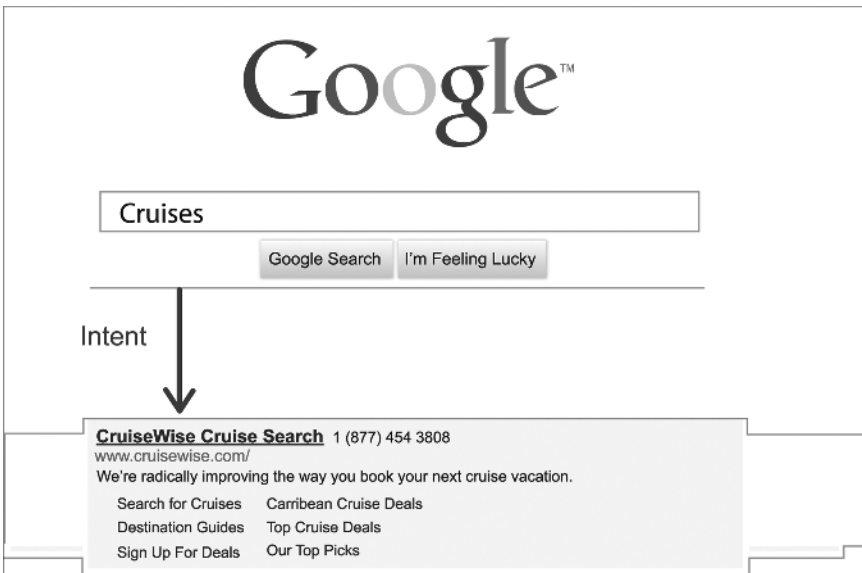 Google™
Cruises
Google Search I'm Feeling Lucky
Intent
CruiseWise Cruise Search 1 (877) 454 3808
www.cruisewise.com/
We're radically improving the way you book your next cruise vacation.
Search for Cruises Carribean Cruise Deals
Destination Guides Top Cruise Deals
Sign Up For Deals Our Top Picks